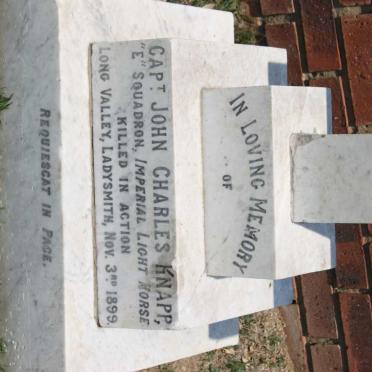 IN LOVING MEMORY
OF
CAPT JOHN CHARLES KNAPP,
"E" SQUADRON, IMPERIAL LIGHT HORSE
KILLED IN ACTION
LONG VALLEY, LADYSMITH, NOV. 3RD 1899.
REQUIESCAT IN PACE.